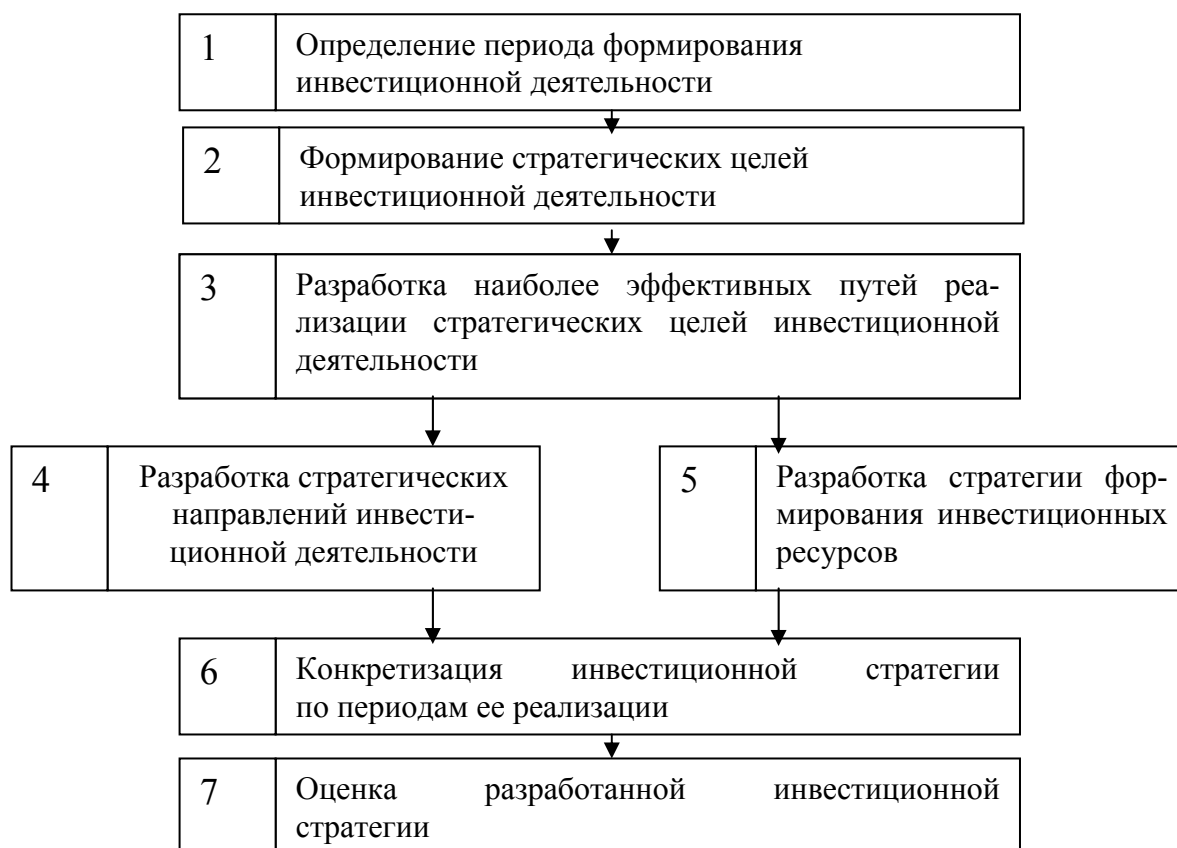 1
Определение периода формирования
инвестиционной деятельности
2
Формирование стратегических целей
инвестиционной деятельности
3
Разработка наиболее эффективных путей реа-
лизации стратегических целей инвестиционной
деятельности
4
Разработка стратегических
направлений инвести-
ционной деятельности
5
Разработка стратегии фор-
мирования инвестиционных
ресурсов
6
Конкретизация инвестиционной стратегии
по периодам ее реализации
7
Оценка разработанной инвестиционной
стратегии